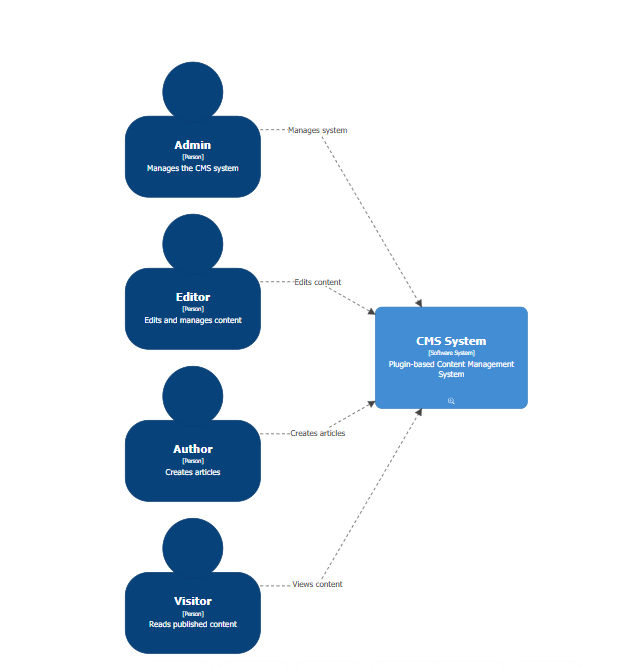 Admin
[Person]
Manages the CMS system
Manages system
Editor
[Person]
Edits and manages content
Edits content
CMS System
[Software System]
Plugin-based Content Management
System
Author
[Person]
Creates articles
Creates articles
Visitor
[Person]
Reads published content
Views content